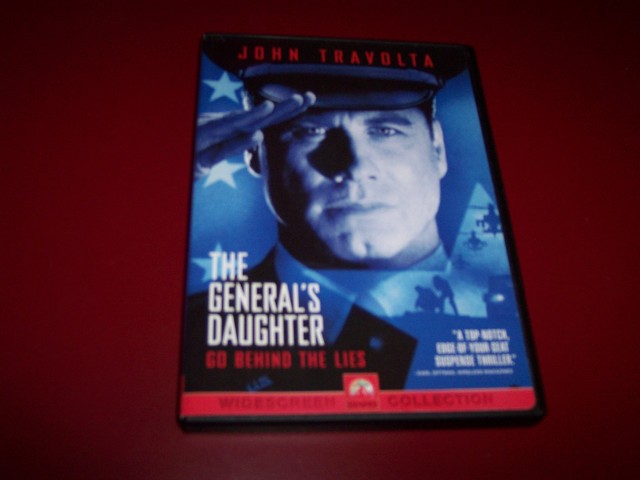 JOHN TRAVOLTA
THE
GENERAL'S
DAUGHTER
GO BEHIND THE LIES
"A TOP-NOTCH,
EDGE-OF-YOUR SEAT
SUSPENSE THRILLER."
WIDESCREEN COLLECTION